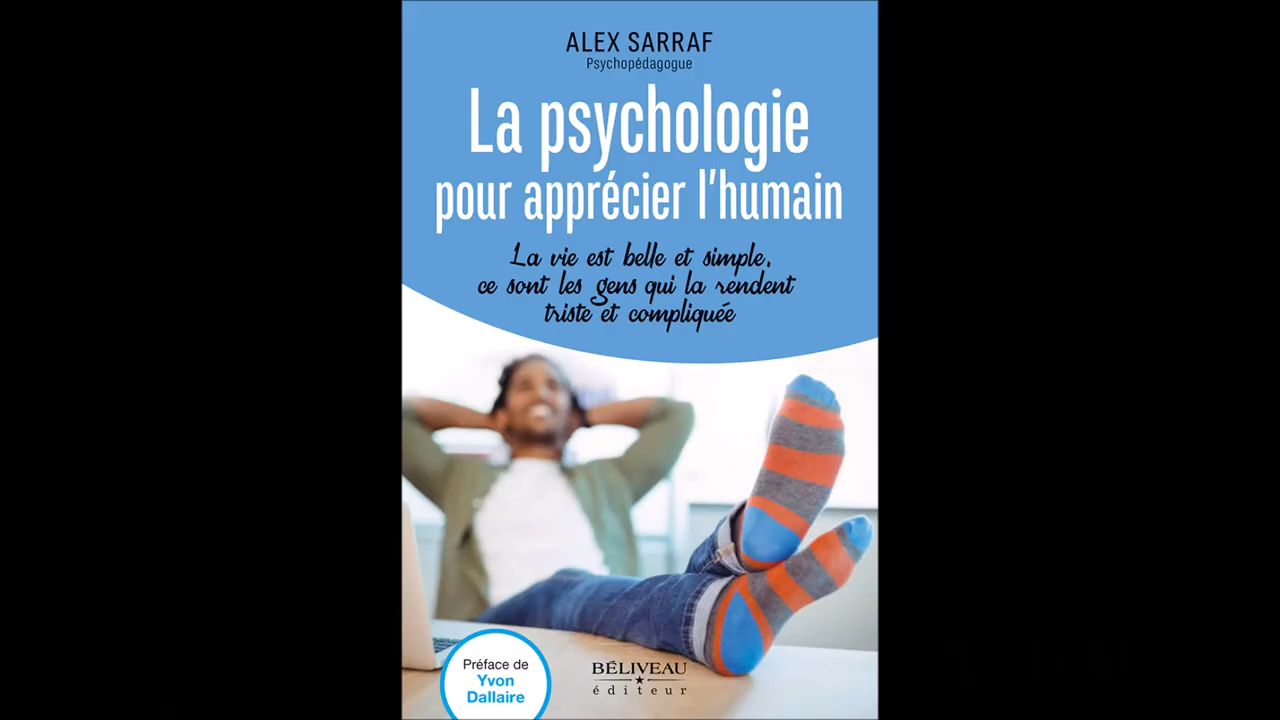 ALEX SARRAF
Psychopédagogue
La psychologie
pour apprécier l'humain
La vie est belle et simple,
ce sont les gens qui la rendent
triste et compliquée
Préface de
Yvon
Dallaire
BÉLIVEAU
éditeur